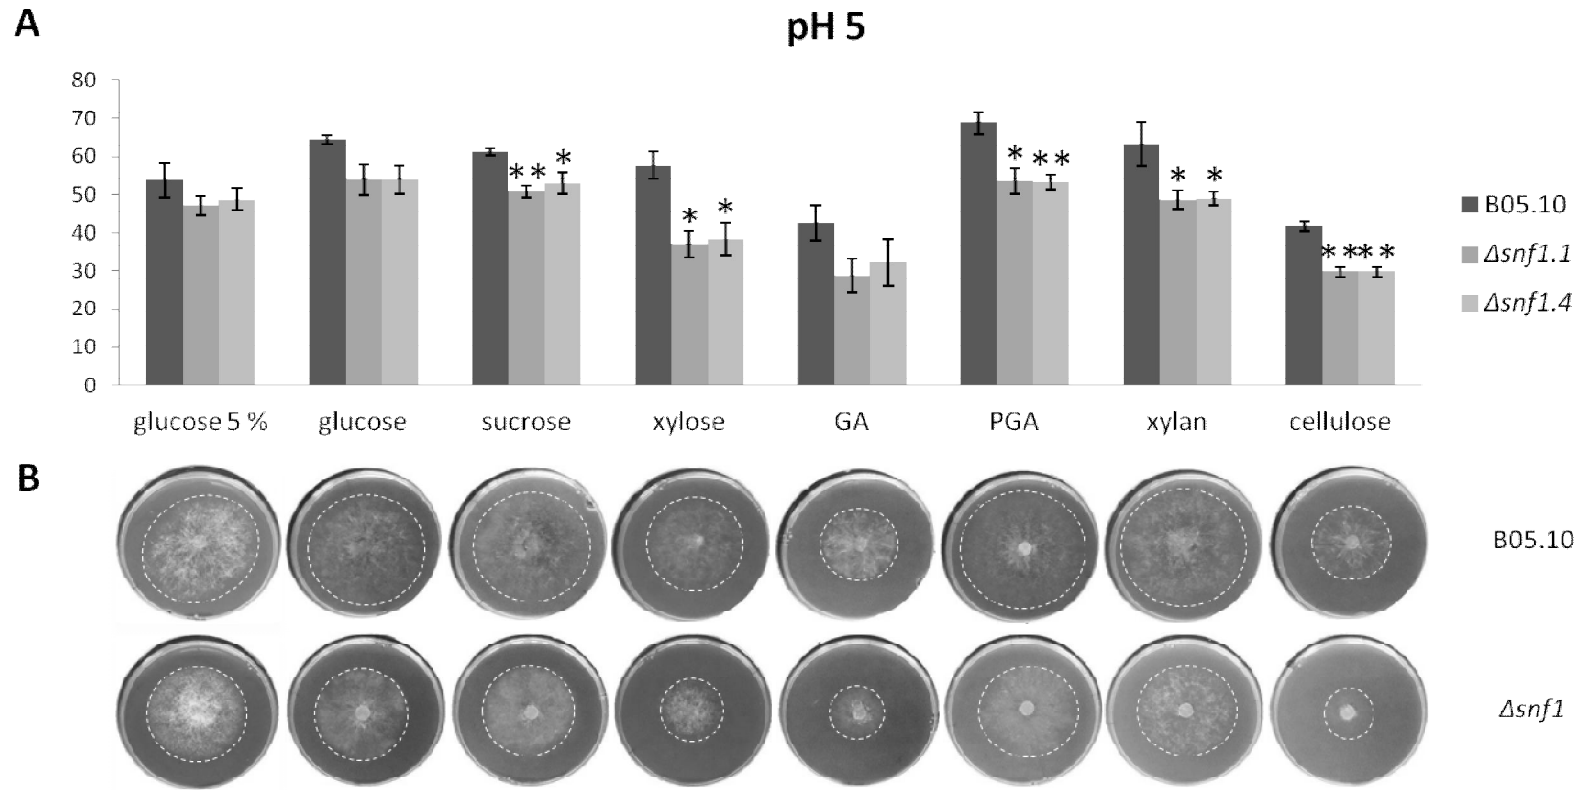 A
pH 5
80
70
60
50
40
30
20
10
0
** * * * * ** * * ** **
B05.10
Δsnf1.1
Δsnf1.4
glucose 5 % glucose sucrose xylose GA PGA xylan cellulose
B
B05.10
Δsnf1